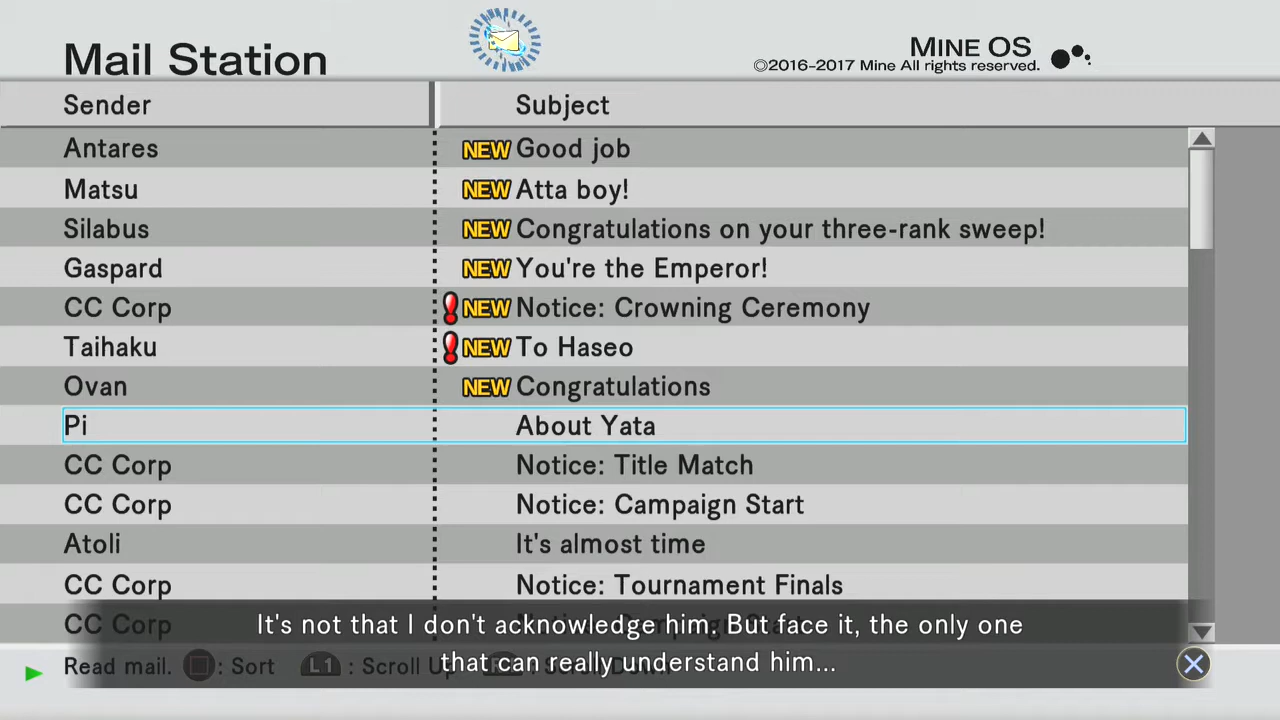 Mail Station
MINE OS
©2016-2017 Mine All rights reserved.
Sender Subject
Antares NEW Good job
Matsu NEW Atta boy!
Silabus NEW Congratulations on your three-rank sweep!
Gaspard NEW You're the Emperor!
CC Corp NEW Notice: Crowning Ceremony
Taihaku NEW To Haseo
Ovan NEW Congratulations
Pi About Yata
CC Corp Notice: Title Match
CC Corp Notice: Campaign Start
Atoli It's almost time
CC Corp Notice: Tournament Finals
CC Corp
It's not that I don't acknowledge him. But face it, the only one
that can really understand him...
Read mail. : Sort L1 : Scroll Up : Scroll Down